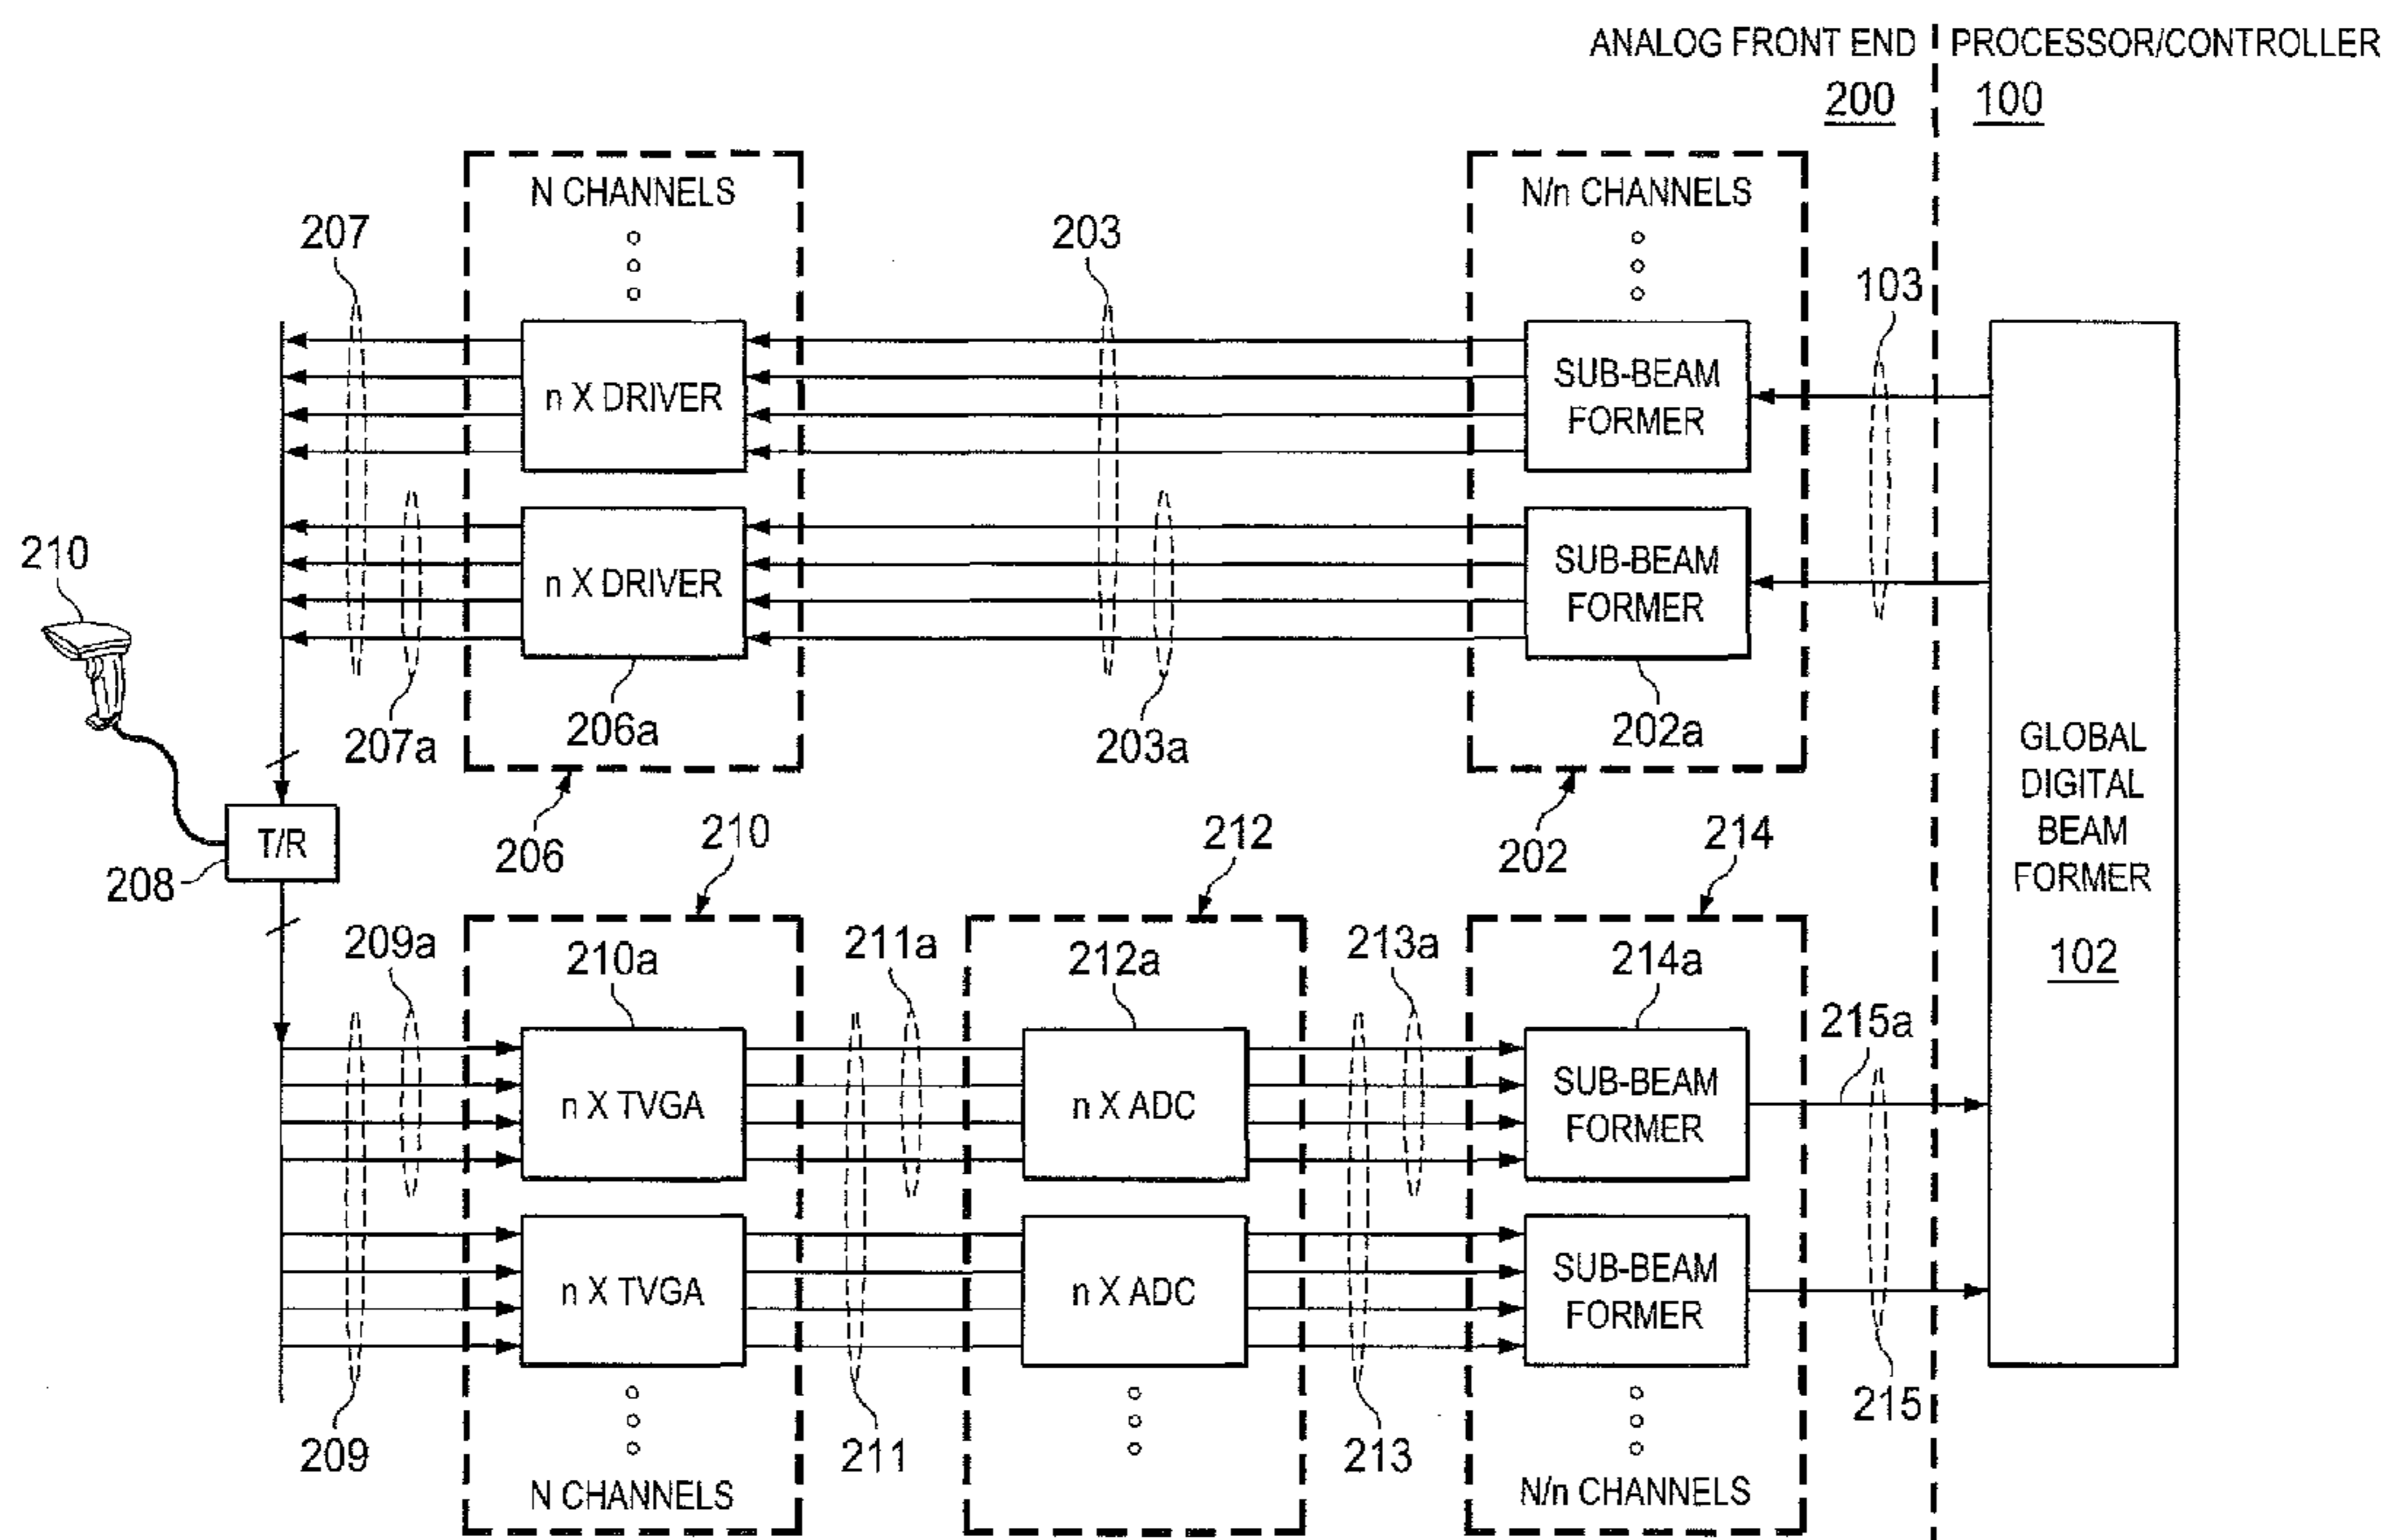 ANALOG FRONT END
200
PROCESSOR/CONTROLLER
100
N CHANNELS
N/n CHANNELS
207
203
103
n X DRIVER
SUB-BEAM
FORMER
n X DRIVER
SUB-BEAM
FORMER
210
207a
206a
203a
202a
206
202
T/R
208
GLOBAL
DIGITAL
BEAM
FORMER
102
210
212
214
209a
210a
211a
212a
213a
214a
215a
n X TVGA
n X ADC
SUB-BEAM
FORMER
n X TVGA
n X ADC
SUB-BEAM
FORMER
209
211
213
215
N CHANNELS
N/n CHANNELS